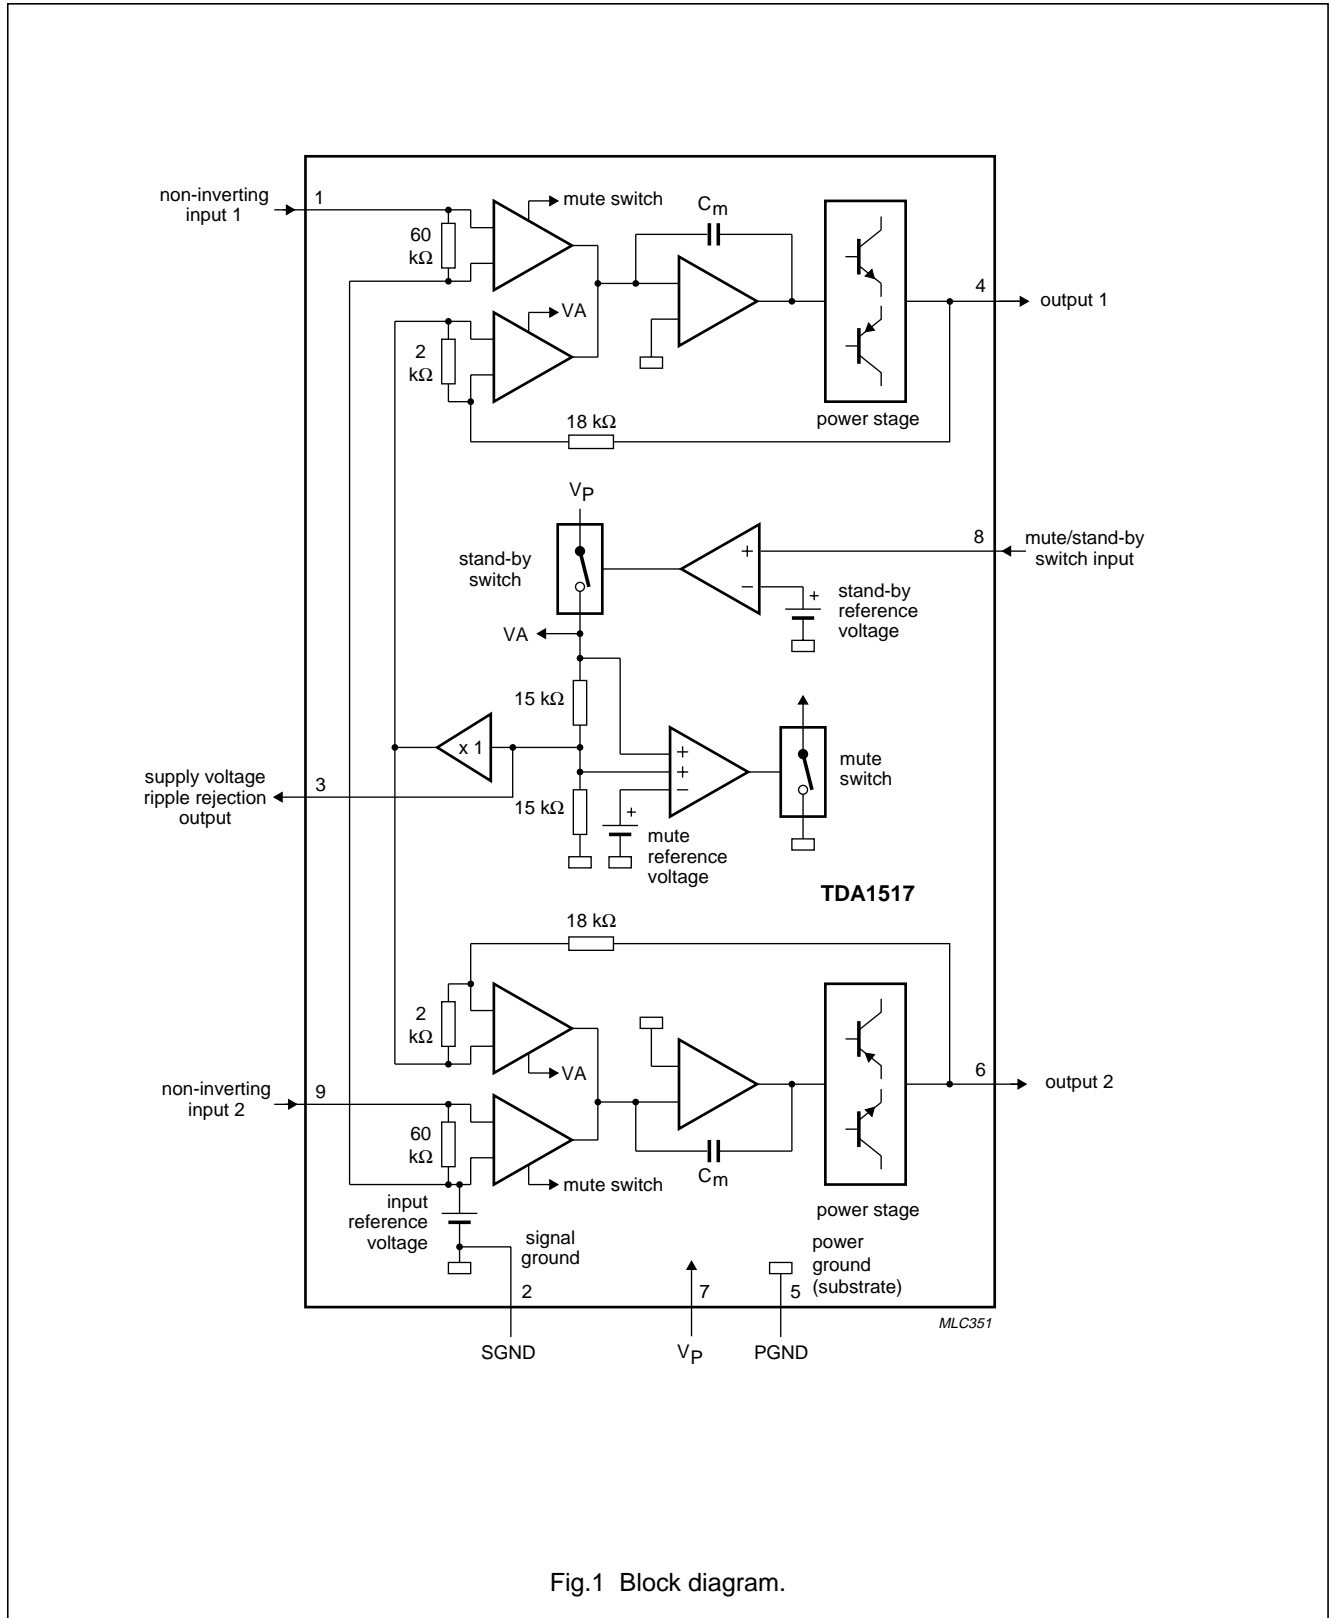 non-inverting
input 1
1
60
kΩ
mute switch
Cm
4
output 1
2
kΩ
VA
power stage
18 kΩ
VP
stand-by
switch
+
−
8
mute/stand-by
switch input
+
stand-by
reference
voltage
VA
15 kΩ
x 1
+
+
−
mute
switch
supply voltage
ripple rejection
output
3
15 kΩ
+
mute
reference
voltage
TDA1517
18 kΩ
2
kΩ
VA
6
output 2
non-inverting
input 2
9
60
kΩ
mute switch
Cm
power stage
input
reference
voltage
signal
ground
2
7
power
ground
(substrate)
5
MLC351
SGND
VP
PGND
Fig.1 Block diagram.